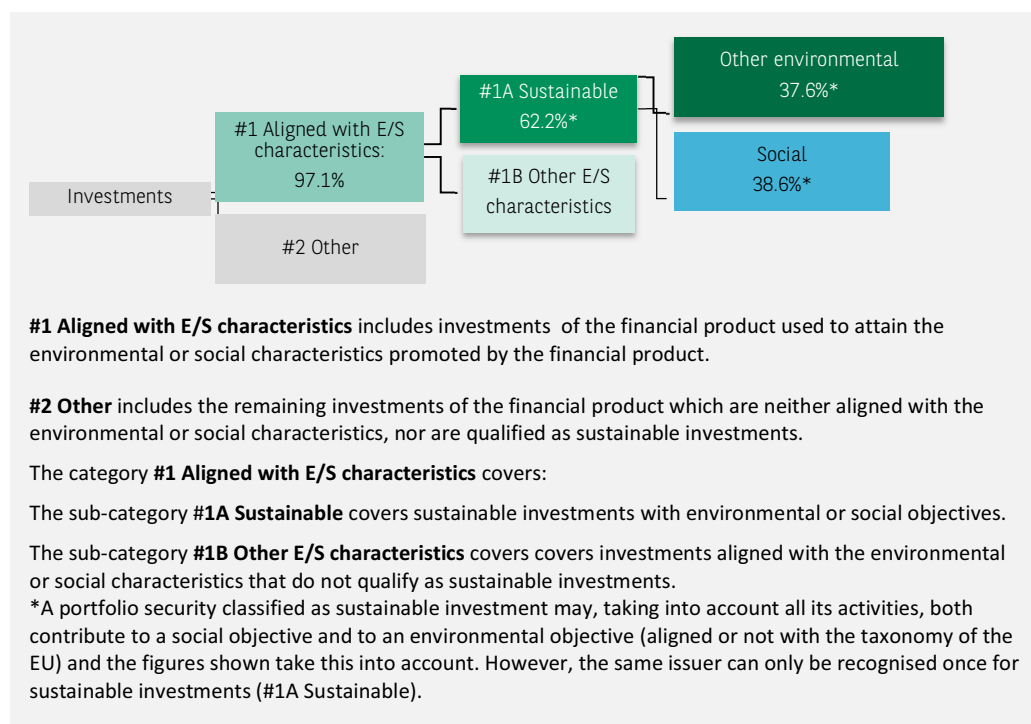 Investments
#1 Aligned with E/S
characteristics:
97.1%
#2 Other
#1A Sustainable
62.2%*
#1B Other E/S
characteristics
Other environmental
37.6%*
Social
38.6%*
#1 Aligned with E/S characteristics includes investments of the financial product used to attain the
environmental or social characteristics promoted by the financial product.
#2 Other includes the remaining investments of the financial product which are neither aligned with the
environmental or social characteristics, nor are qualified as sustainable investments.
The category #1 Aligned with E/S characteristics covers:
The sub-category #1A Sustainable covers sustainable investments with environmental or social objectives.
The sub-category #1B Other E/S characteristics covers covers investments aligned with the environmental
or social characteristics that do not qualify as sustainable investments.
*A portfolio security classified as sustainable investment may, taking into account all its activities, both
contribute to a social objective and to an environmental objective (aligned or not with the taxonomy of the
EU) and the figures shown take this into account. However, the same issuer can only be recognised once for
sustainable investments (#1A Sustainable).